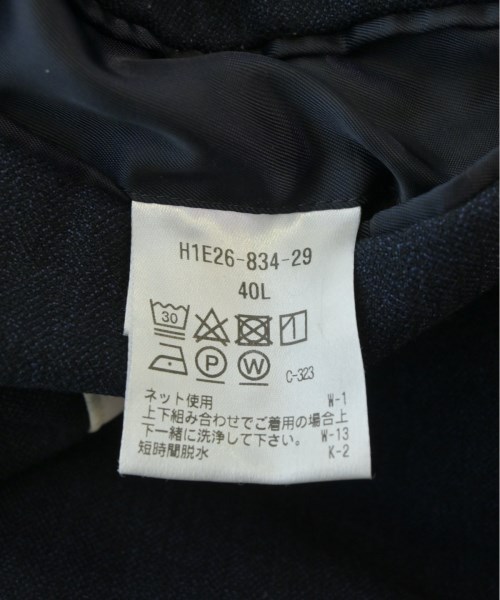 H1E26-834-29
40L
30
P W C-323
ネット使用 W-1
上下組み合わせでご着用の場合上
下一緒に洗浄して下さい。 W-13
短時間脱水 K-2